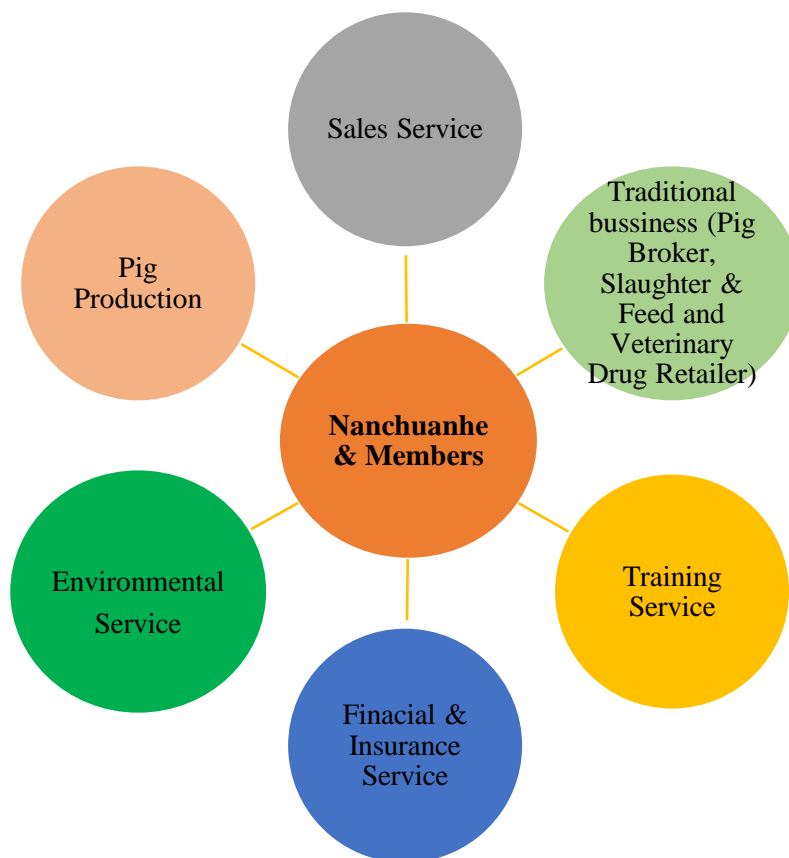 Sales Service
Traditional
bussiness (Pig
Broker,
Slaughter &
Feed and
Veterinary
Drug Retailer)
Pig
Production
Nanchuanhe
& Members
Environmental
Service
Training
Service
Finacial &
Insurance
Service